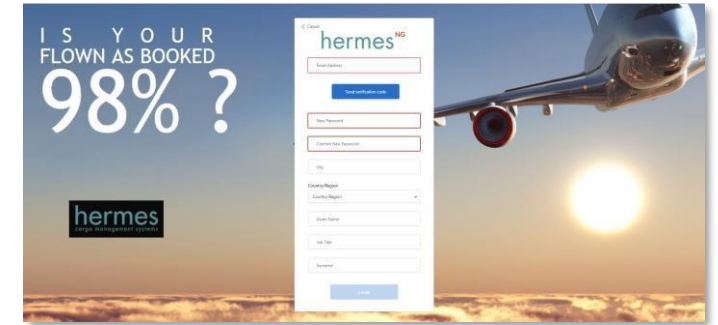 IS YOUR
FLOWN AS BOOKED
98% ?
hermes
cargo management systems
< Cancel
hermes NG
Email Address
Send verification code
New Password
Confirm New Password
City
Country/Region
Country/Region
Given Name
Job Title
Surname
Create